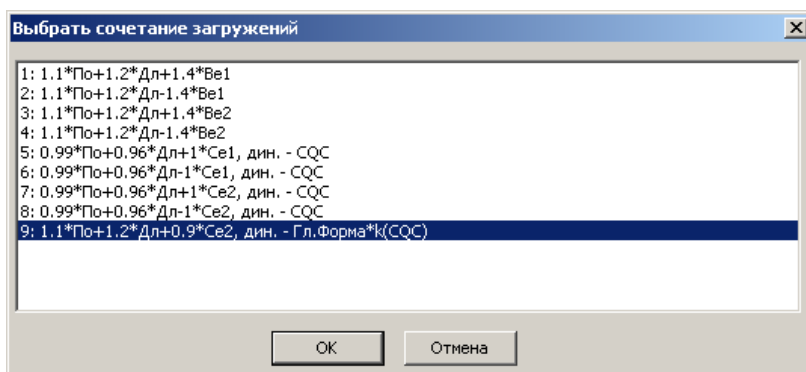 Выбрать сочетание загружений
1: 1.1*По+1.2*Дл+1.4*Ве1
2: 1.1*По+1.2*Дл-1.4*Ве1
3: 1.1*По+1.2*Дл+1.4*Ве2
4: 1.1*По+1.2*Дл-1.4*Ве2
5: 0.99*По+0.96*Дл+1*Се1, дин. - CQC
6: 0.99*По+0.96*Дл-1*Се1, дин. - CQC
7: 0.99*По+0.96*Дл+1*Се2, дин. - CQC
8: 0.99*По+0.96*Дл-1*Се2, дин. - CQC
9: 1.1*По+1.2*Дл+0.9*Се2, дин. - Гл.Форма*k(CQC)
OK Отмена